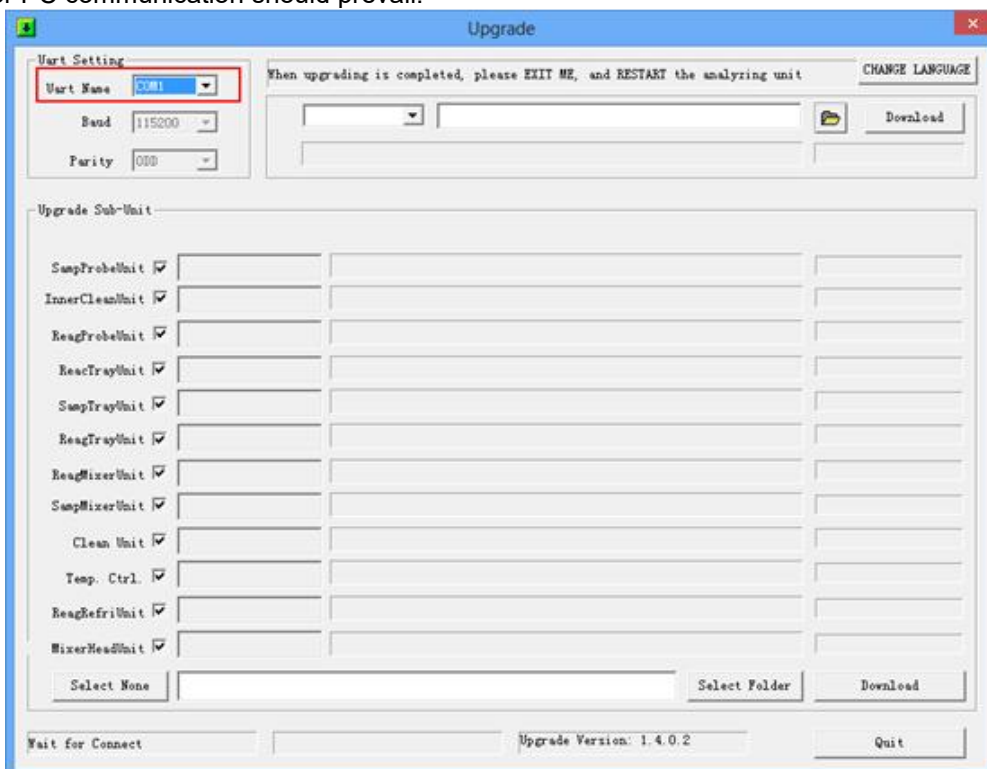 Upgrade
Uart Setting
Uart Name COM1
Baud 115200
Parity ODD
When upgrading is completed, please EXIT ME, and RESTART the analyzing unit
CHANGE LANGUAGE
Download
Upgrade Sub-Unit
SampProbeUnit
InnerCleanUnit
ReagProbeUnit
ReacTrayUnit
SampTrayUnit
ReagTrayUnit
ReagMixerUnit
SampMixerUnit
Clean Unit
Temp. Ctrl.
ReagRefriUnit
MixerHeadUnit
Select None
Select Folder
Download
Wait for Connect
Upgrade Version: 1.4.0.2
Quit